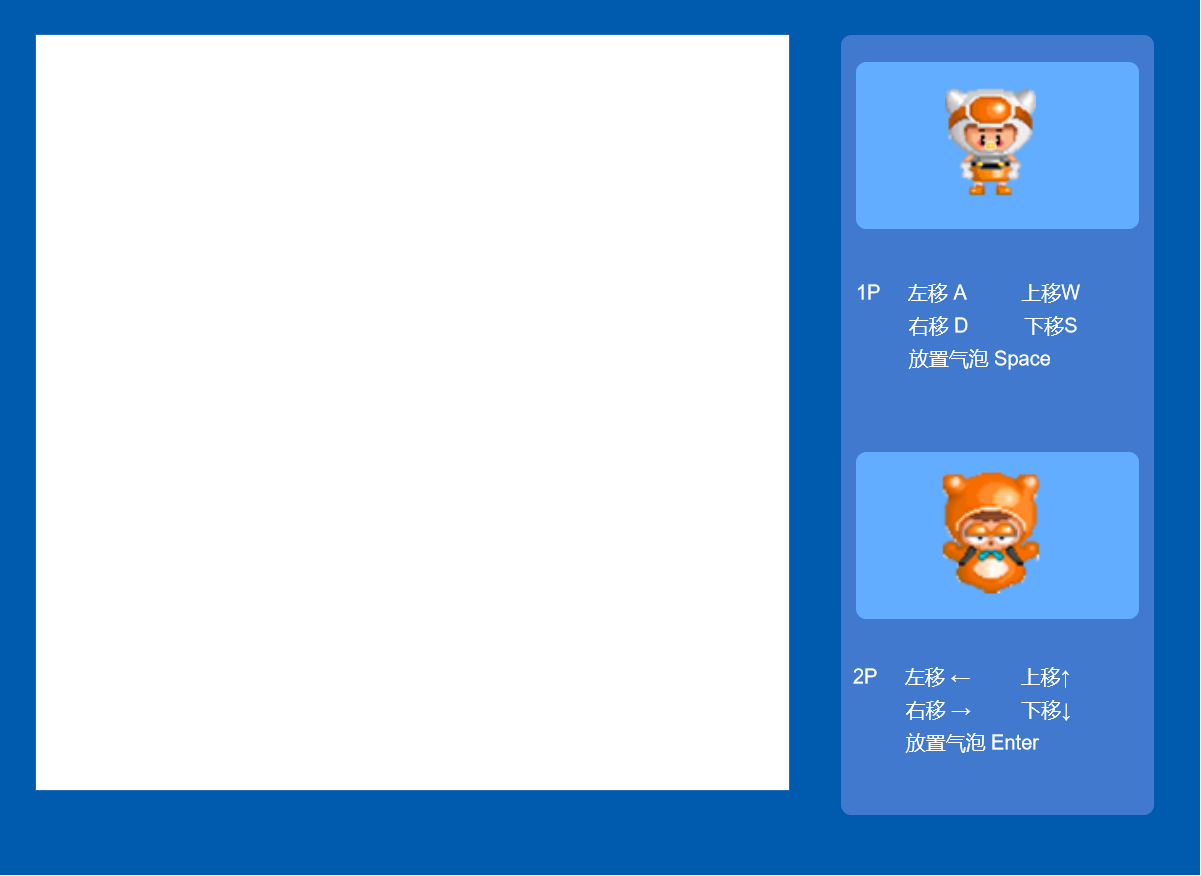 1P 左移 A 上移W
右移 D 下移S
放置气泡 Space
2P 左移 ← 上移↑
右移 → 下移↓
放置气泡 Enter